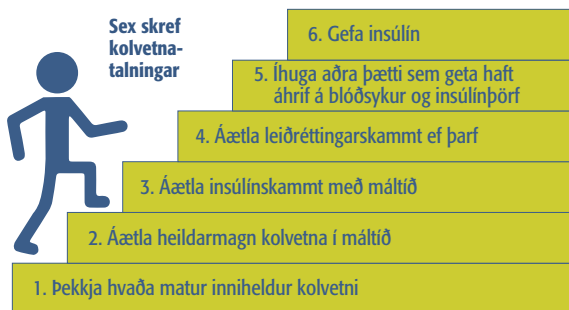 Sex skref
kolvetna-
talningar
6. Gefa insúlín
5. Íhuga aðra þætti sem geta haft
áhrif á blóðsykur og insúlínþörf
4. Áætla leiðréttingarskammt ef þarf
3. Áætla insúlínskammt með máltíð
2. Áætla heildarmagn kolvetna í máltíð
1. Þekkja hvaða matur inniheldur kolvetni